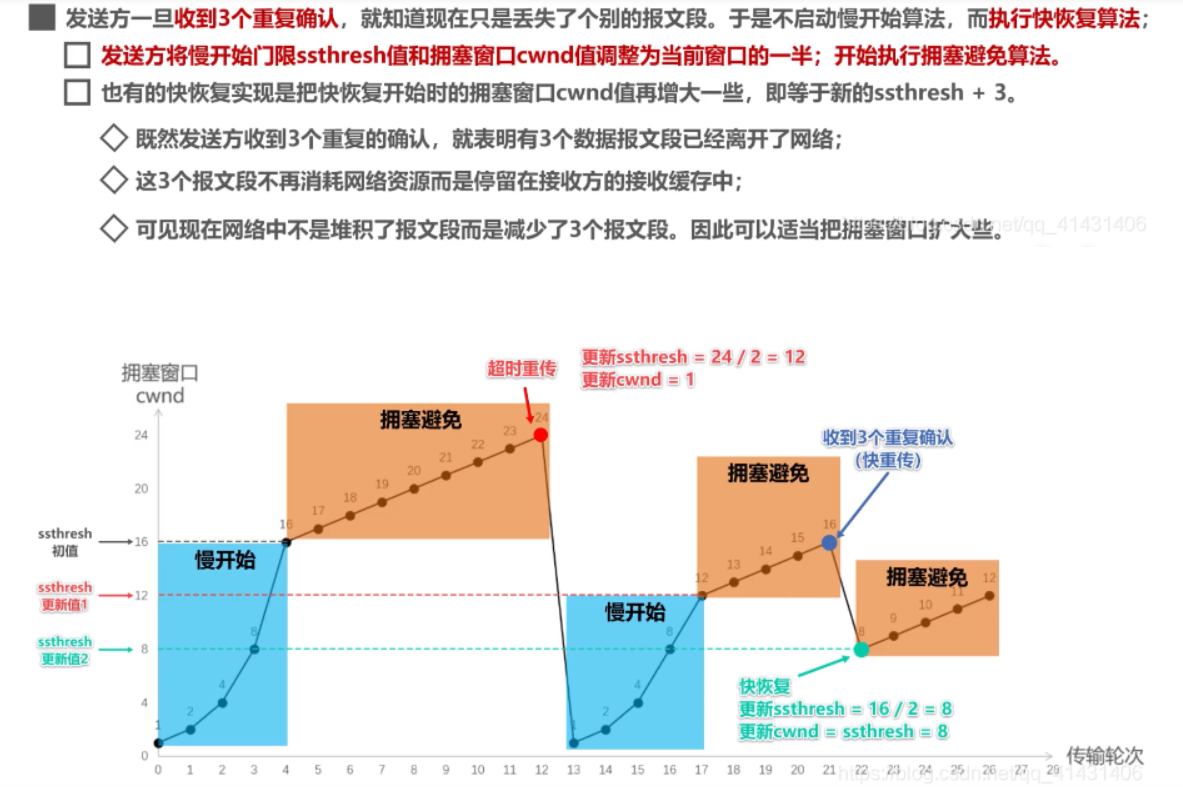 发送方一旦收到3个重复确认，就知道现在只是丢失了个别的报文段。于是不启动慢开始算法，而执行快恢复算法；
发送方将慢开始门限ssthresh值和拥塞窗口cwnd值调整为当前窗口的一半；开始执行拥塞避免算法。
也有的快恢复实现是把快恢复开始时的拥塞窗口cwnd值再增大一些，即等于新的ssthresh + 3。
既然发送方收到3个重复的确认，就表明有3个数据报文段已经离开了网络；
这3个报文段不再消耗网络资源而是停留在接收方的接收缓存中；
可见现在网络中不是堆积了报文段而是减少了3个报文段。因此可以适当把拥塞窗口扩大些。
https://blog.csdn.net/qq_41431406
拥塞窗口
cwnd
超时重传
更新ssthresh = 24 / 2 = 12
更新cwnd = 1
拥塞避免
收到3个重复确认
（快重传）
拥塞避免
拥塞避免
慢开始
慢开始
24
20
16
12
8
4
0
ssthresh
初值
ssthresh
更新值1
ssthresh
更新值2
1
2
4
8
16
17
18
19
20
21
22
23
24
1
2
4
8
12
13
14
15
16
8
9
10
11
12
快恢复
更新ssthresh = 16 / 2 = 8
更新cwnd = ssthresh = 8
0 1 2 3 4 5 6 7 8 9 10 11 12 13 14 15 16 17 18 19 20 21 22 23 24 25 26 27 28
传输轮次
https://blog.csdn.net/qq_41431406